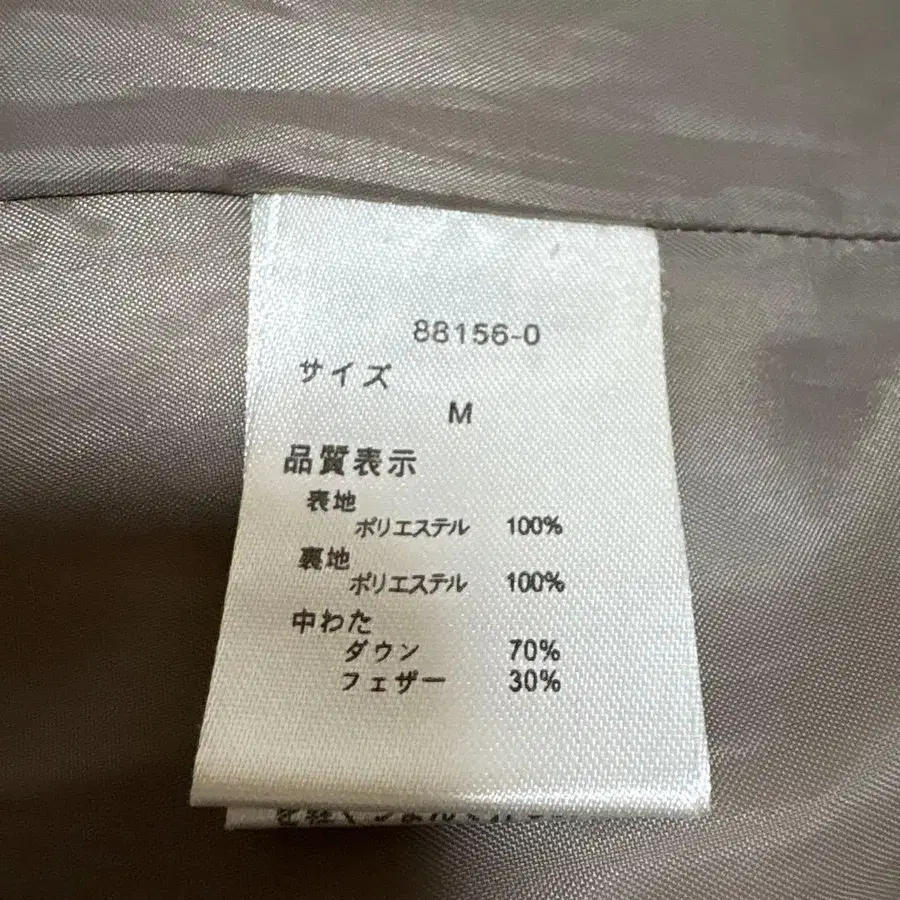 88156-0
サイズ
M
品質表示
表地
ポリエステル 100%
裏地
ポリエステル 100%
中わた
ダウン 70%
フェザー 30%